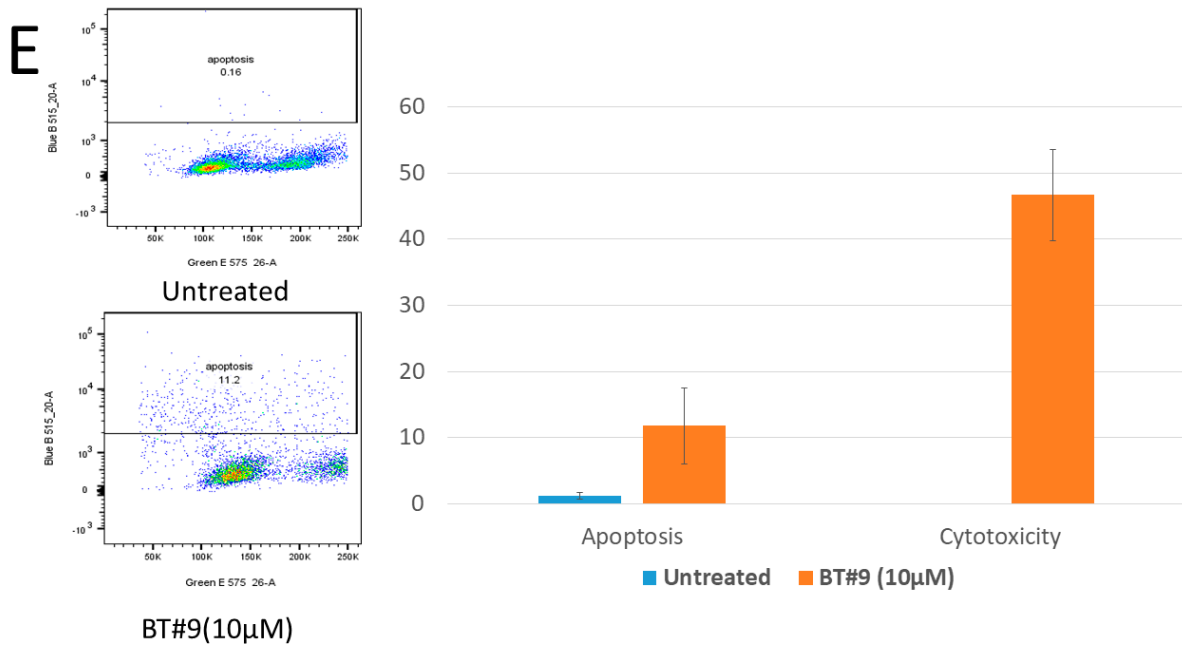 E
10^5
apoptosis
0.16
10^4
Blue B 515_20-A
10^3
0
-10^3
50K 100K 150K 200K 250K
Green E 575 26-A
Untreated
10^5
apoptosis
11.2
10^4
Blue B 515_20-A
10^3
0
-10^3
50K 100K 150K 200K 250K
Green E 575 26-A
BT#9(10µM)
60
50
40
30
20
10
0
Apoptosis Cytotoxicity
Untreated BT#9 (10µM)